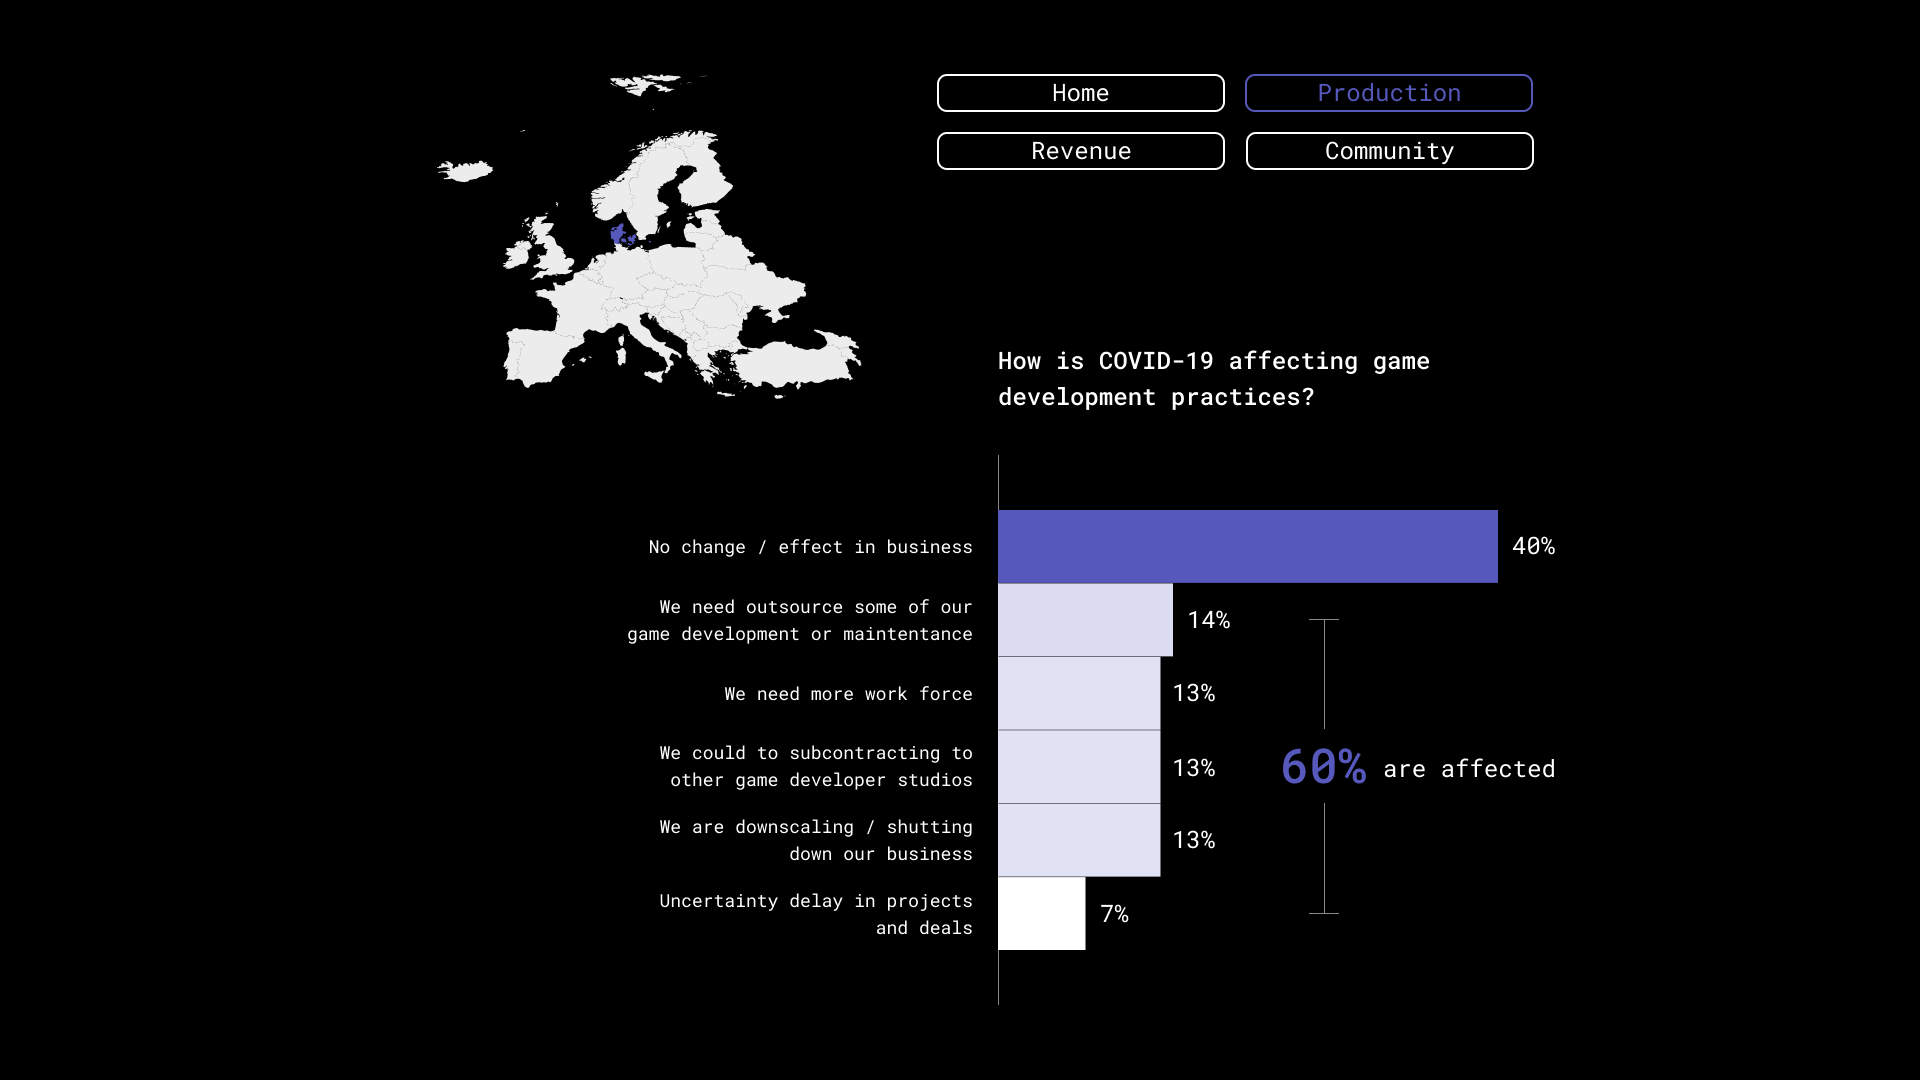 Home
Production
Revenue
Community
How is COVID-19 affecting game
development practices?
No change / effect in business
40%
We need outsource some of our
game development or maintentance
14%
We need more work force
13%
We could to subcontracting to
other game developer studios
13%
60% are affected
We are downscaling / shutting
down our business
13%
Uncertainty delay in projects
and deals
7%